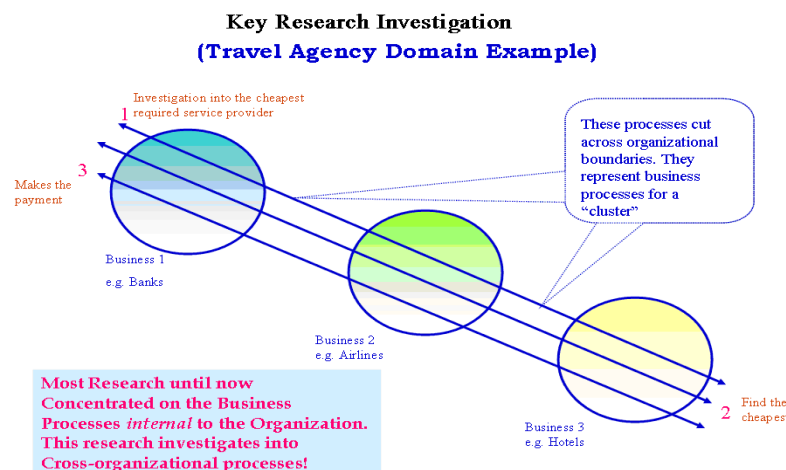 Key Research Investigation
(Travel Agency Domain Example)
Investigation into the cheapest
required service provider
1
3
Makes the
payment
These processes cut
across organizational
boundaries. They
represent business
processes for a
“cluster”
Business 1
e.g. Banks
Business 2
e.g. Airlines
Business 3
e.g. Hotels
2
Find the
cheapes
Most Research until now
Concentrated on the Business
Processes internal to the Organization.
This research investigates into
Cross-organizational processes!